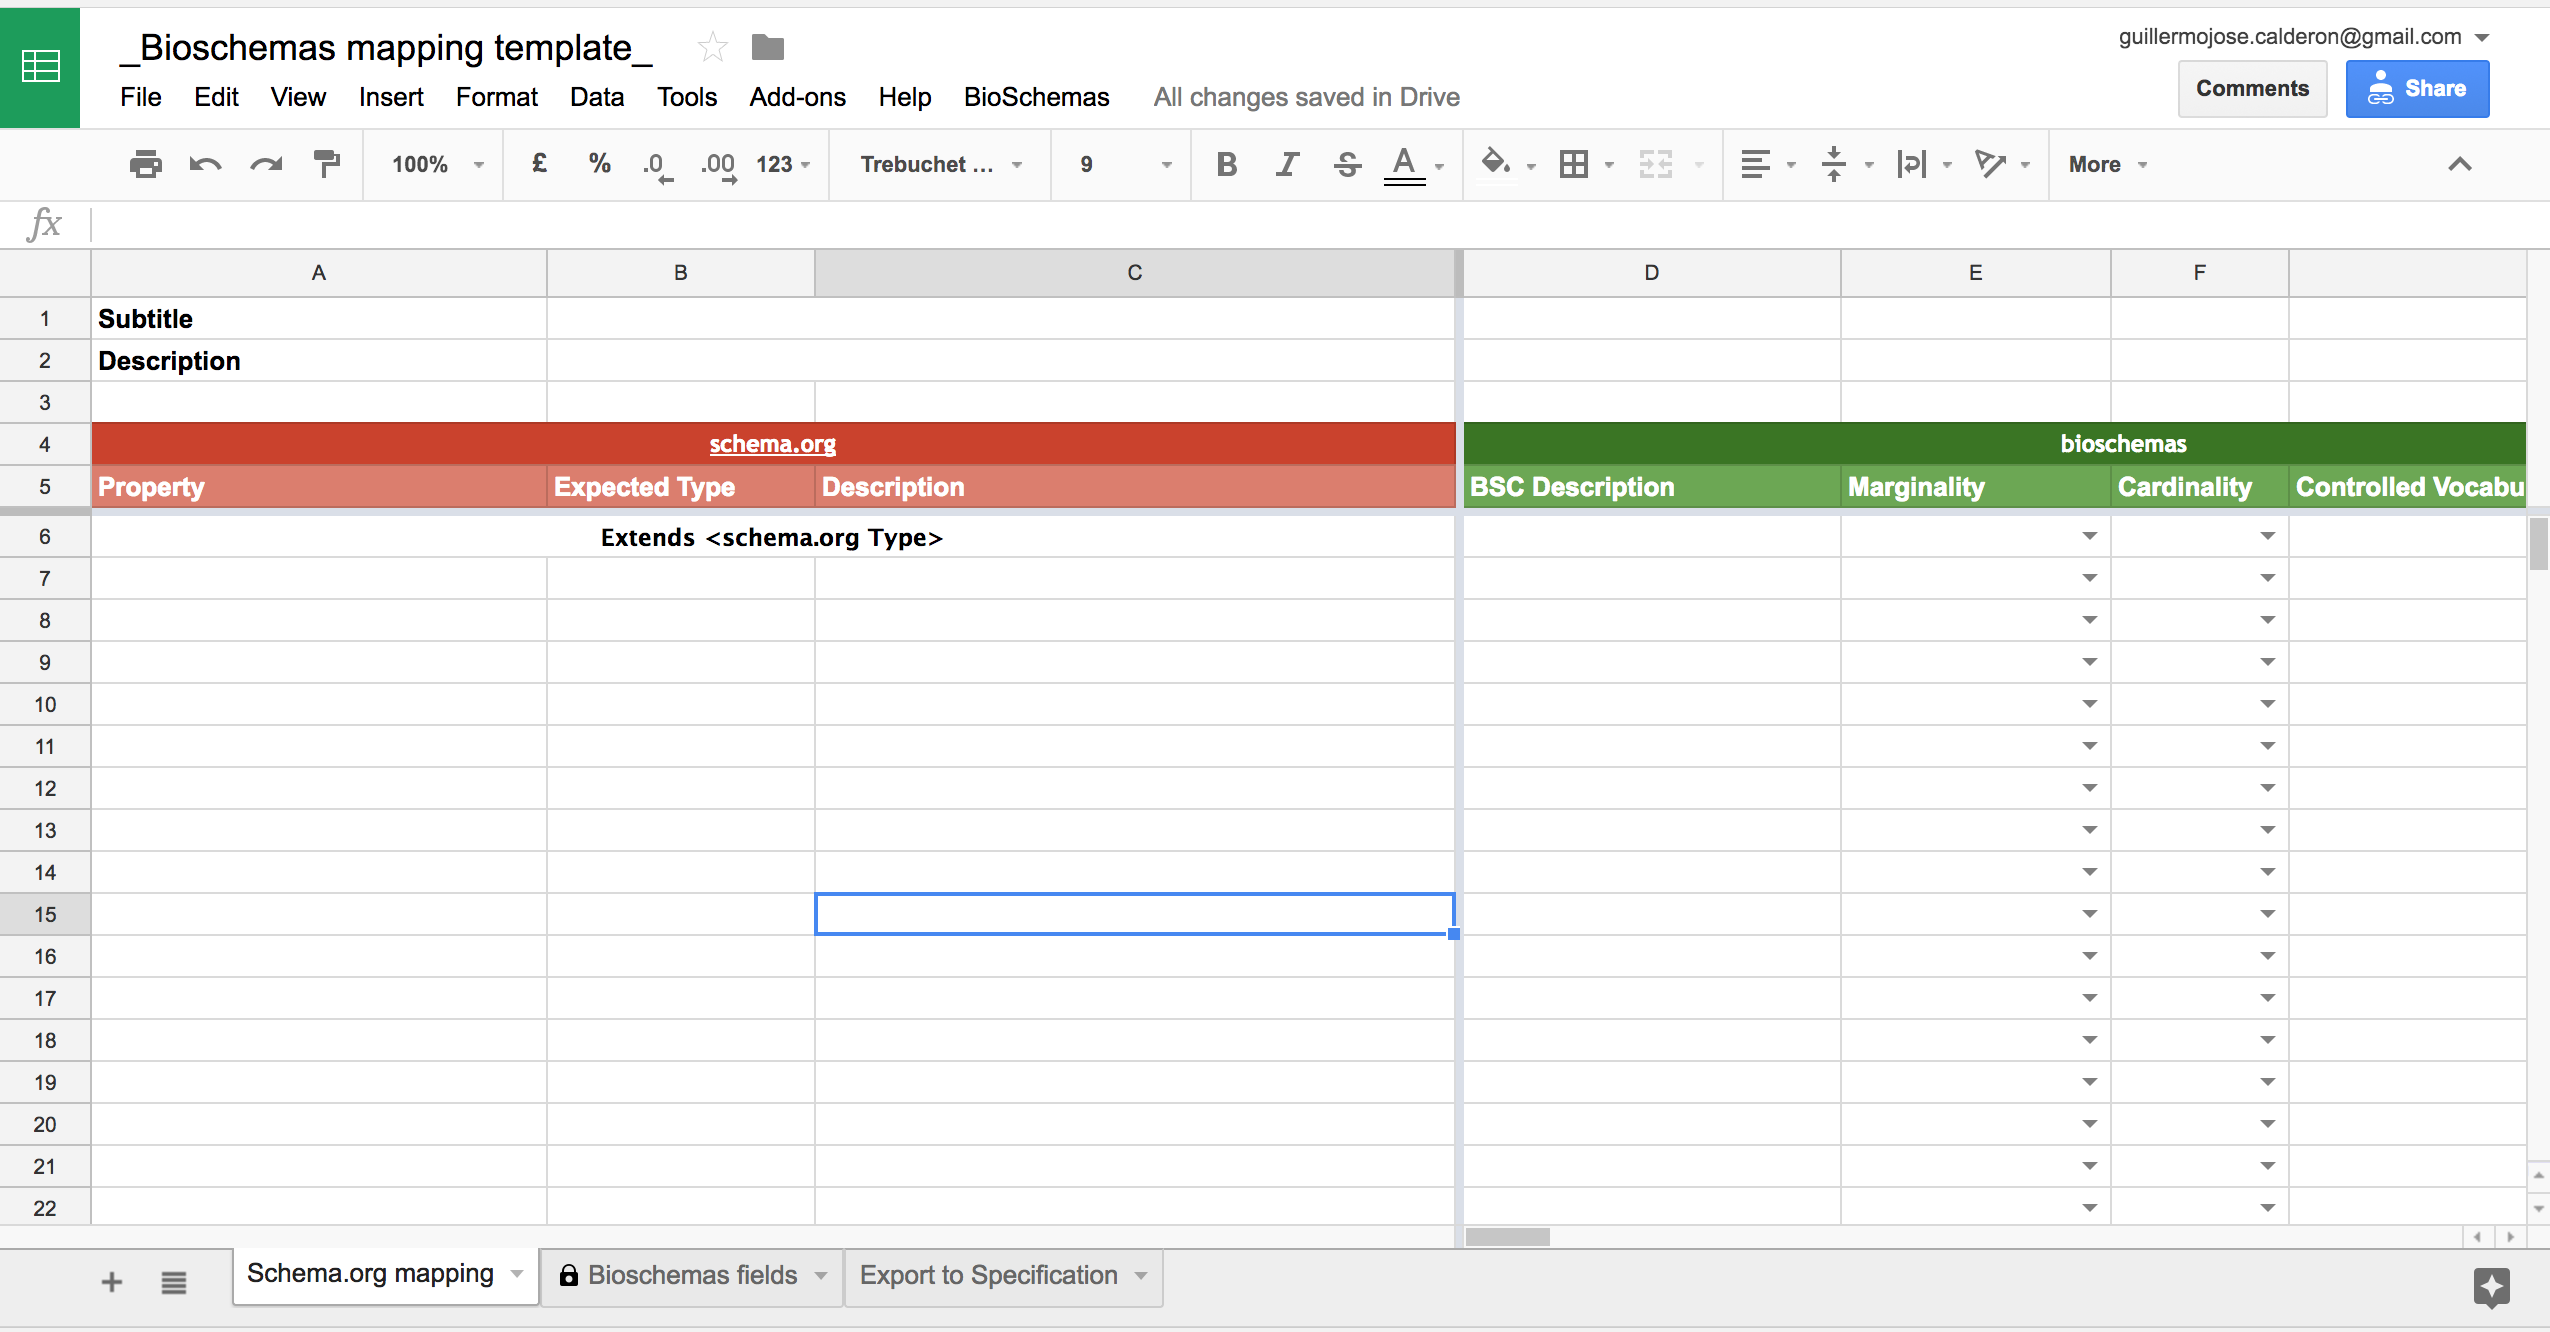 _Bioschemas mapping template_
guillermojose.calderon@gmail.com
File Edit View Insert Format Data Tools Add-ons Help BioSchemas All changes saved in Drive
Comments Share
100% £ % .0 .00 123 Trebuchet ... 9 B I S A More
fx
A B C D E F
1 Subtitle
2 Description
3
4 schema.org bioschemas
5 Property Expected Type Description BSC Description Marginality Cardinality Controlled Vocabu
6 Extends <schema.org Type>
7
8
9
10
11
12
13
14
15
16
17
18
19
20
21
22
+ Schema.org mapping Bioschemas fields Export to Specification